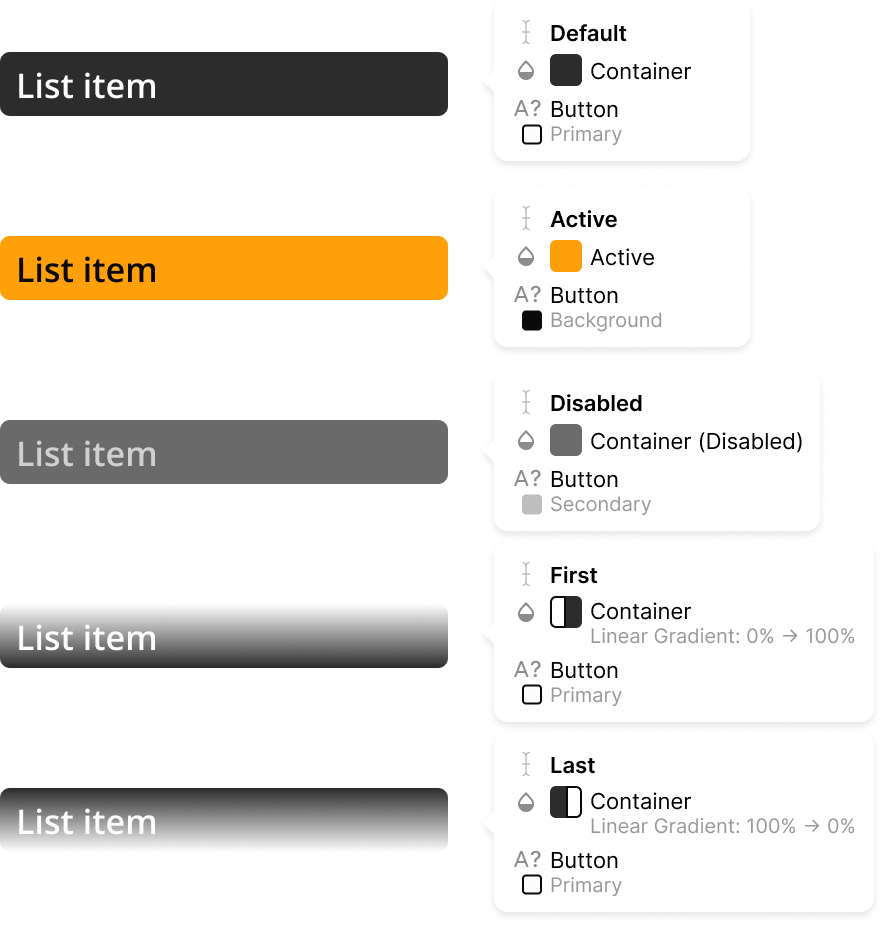 List item
Default
Container
A? Button
Primary
List item
Active
Active
A? Button
Background
List item
Disabled
Container (Disabled)
A? Button
Secondary
List item
First
Container
Linear Gradient: 0% → 100%
A? Button
Primary
List item
Last
Container
Linear Gradient: 100% → 0%
A? Button
Primary